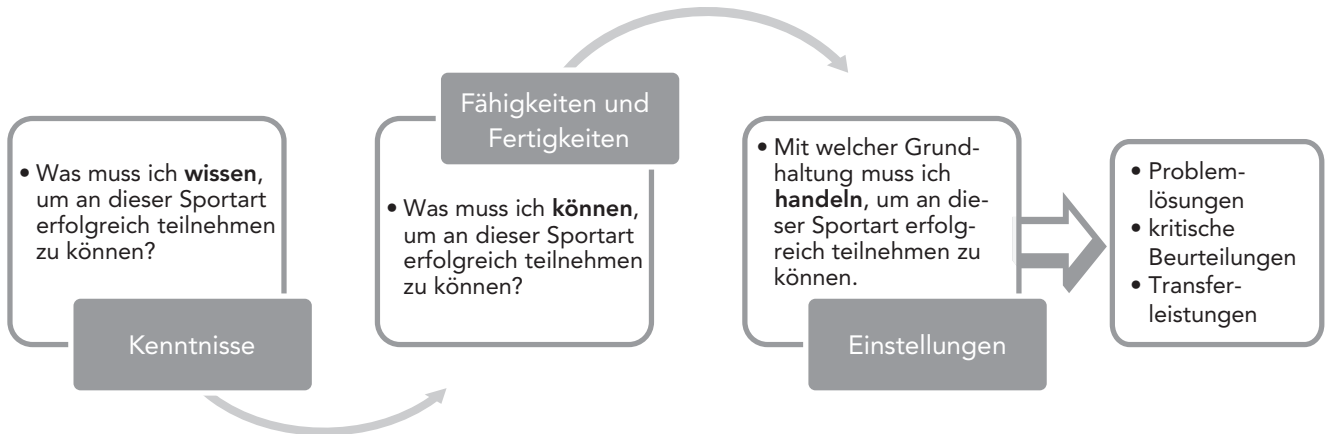 • Was muss ich wissen,
um an dieser Sportart
erfolgreich teilnehmen
zu können?
Kenntnisse
Fähigkeiten und
Fertigkeiten
• Was muss ich können,
um an dieser Sportart
erfolgreich teilnehmen
zu können?
• Mit welcher Grund-
haltung muss ich
handeln, um an die-
ser Sportart erfolg-
reich teilnehmen zu
können.
Einstellungen
• Problem-
lösungen
• kritische
Beurteilungen
• Transfer-
leistungen